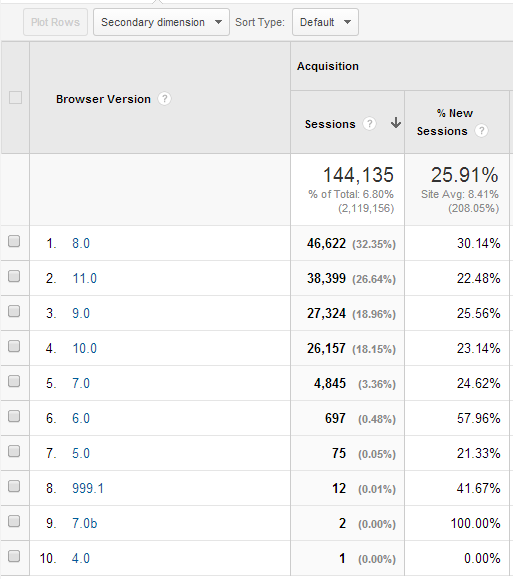 Plot Rows Secondary dimension Sort Type: Default
Acquisition
Browser Version ?
Sessions ?
% New
Sessions ?
144,135 25.91%
% of Total: 6.80% Site Avg: 8.41%
(2,119,156) (208.05%)
1. 8.0 46,622 (32.35%) 30.14%
2. 11.0 38,399 (26.64%) 22.48%
3. 9.0 27,324 (18.96%) 25.56%
4. 10.0 26,157 (18.15%) 23.14%
5. 7.0 4,845 (3.36%) 24.62%
6. 6.0 697 (0.48%) 57.96%
7. 5.0 75 (0.05%) 21.33%
8. 999.1 12 (0.01%) 41.67%
9. 7.0b 2 (0.00%) 100.00%
10. 4.0 1 (0.00%) 0.00%